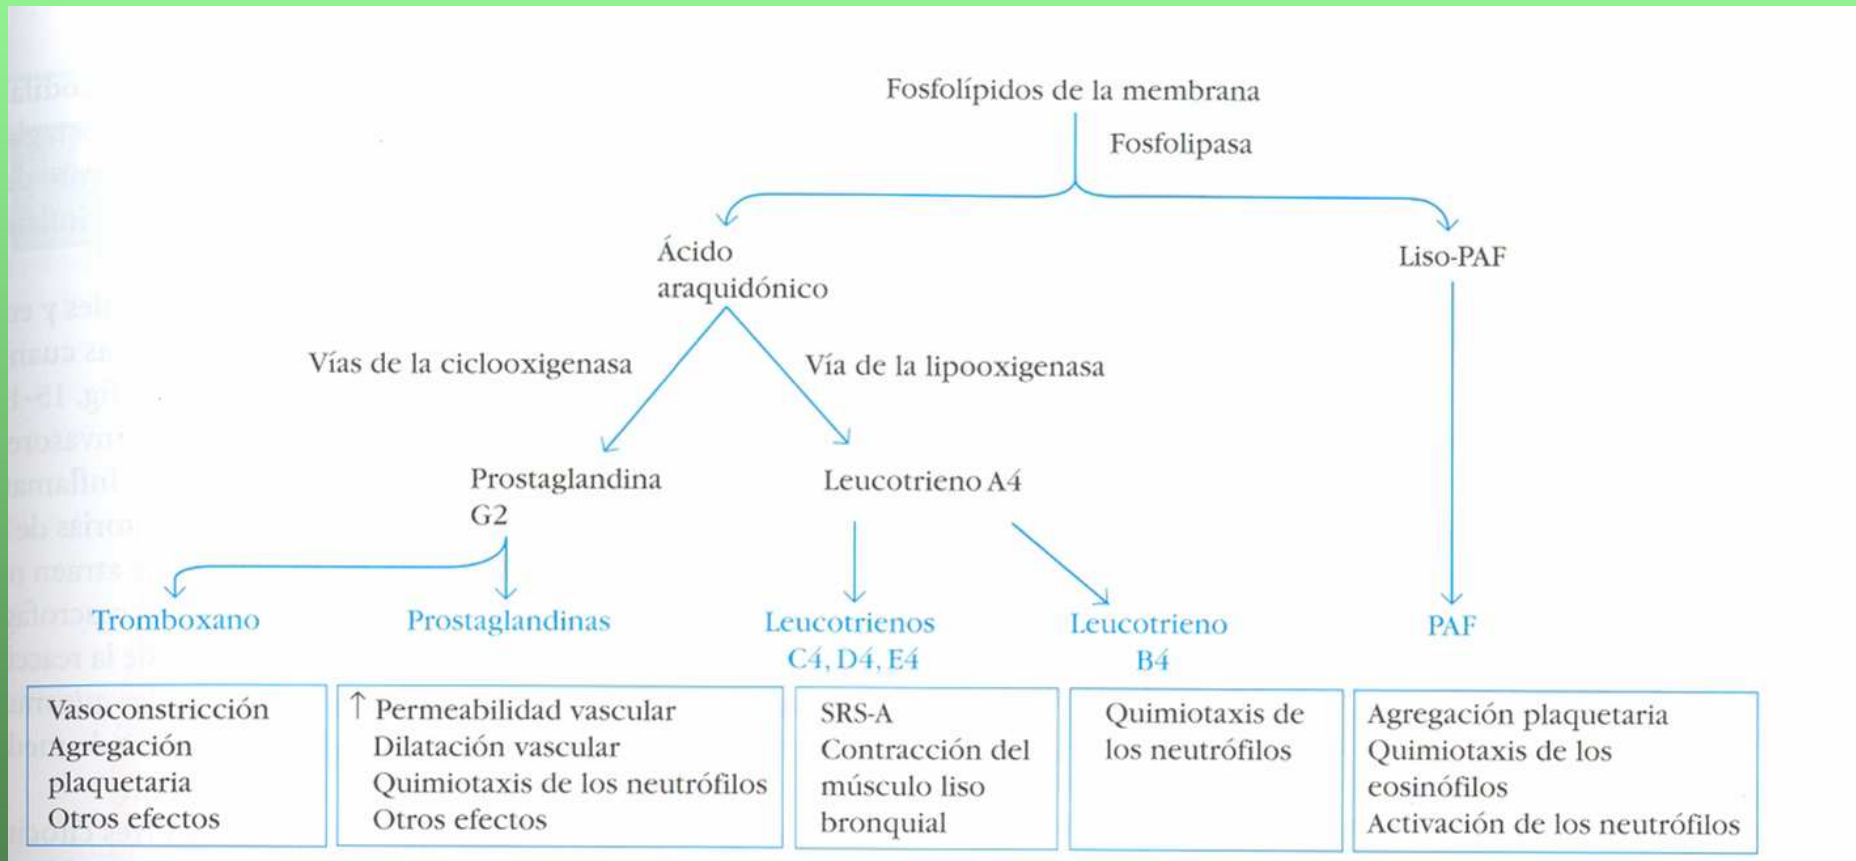 Fosfolípidos de la membrana
Fosfolipasa
Ácido
araquidónico
Liso-PAF
Vías de la ciclooxigenasa
Vía de la lipooxigenasa
Prostaglandina
G2
Leucotrieno A4
Tromboxano
Prostaglandinas
Leucotrienos
C4, D4, E4
Leucotrieno
B4
PAF
Vasoconstricción
Agregación
plaquetaria
Otros efectos
↑ Permeabilidad vascular
Dilatación vascular
Quimiotaxis de los neutrófilos
Otros efectos
SRS-A
Contracción del
músculo liso
bronquial
Quimiotaxis de
los neutrófilos
Agregación plaquetaria
Quimiotaxis de los
eosinófilos
Activación de los neutrófilos